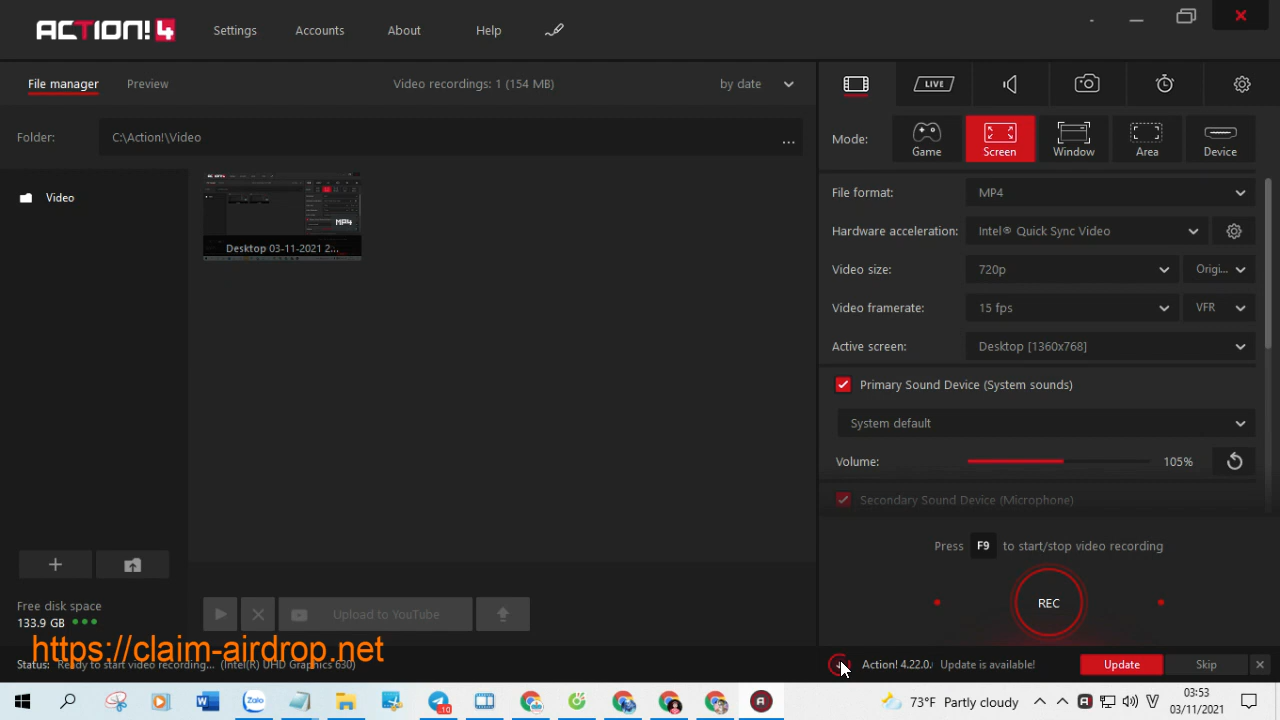 ACTION! 4
Settings Accounts About Help
File manager Preview Video recordings: 1 (154 MB) by date
LIVE
Folder: C:\Action!\Video ...
Mode: Game Screen Window Area Device
Video
MP4
Desktop 03-11-2021 2...
File format: MP4
Hardware acceleration: Intel® Quick Sync Video
Video size: 720p Origi...
Video framerate: 15 fps VFR
Active screen: Desktop [1360x768]
Primary Sound Device (System sounds)
System default
Volume: 105%
Secondary Sound Device (Microphone)
Press F9 to start/stop video recording
REC
Upload to YouTube
Free disk space
133.9 GB
https://claim-airdrop.net
Status: Ready to start video recording... (Intel(R) UHD Graphics 630)
Action! 4.22.0. Update is available! Update Skip
10
73°F Partly cloudy
03:53
03/11/2021